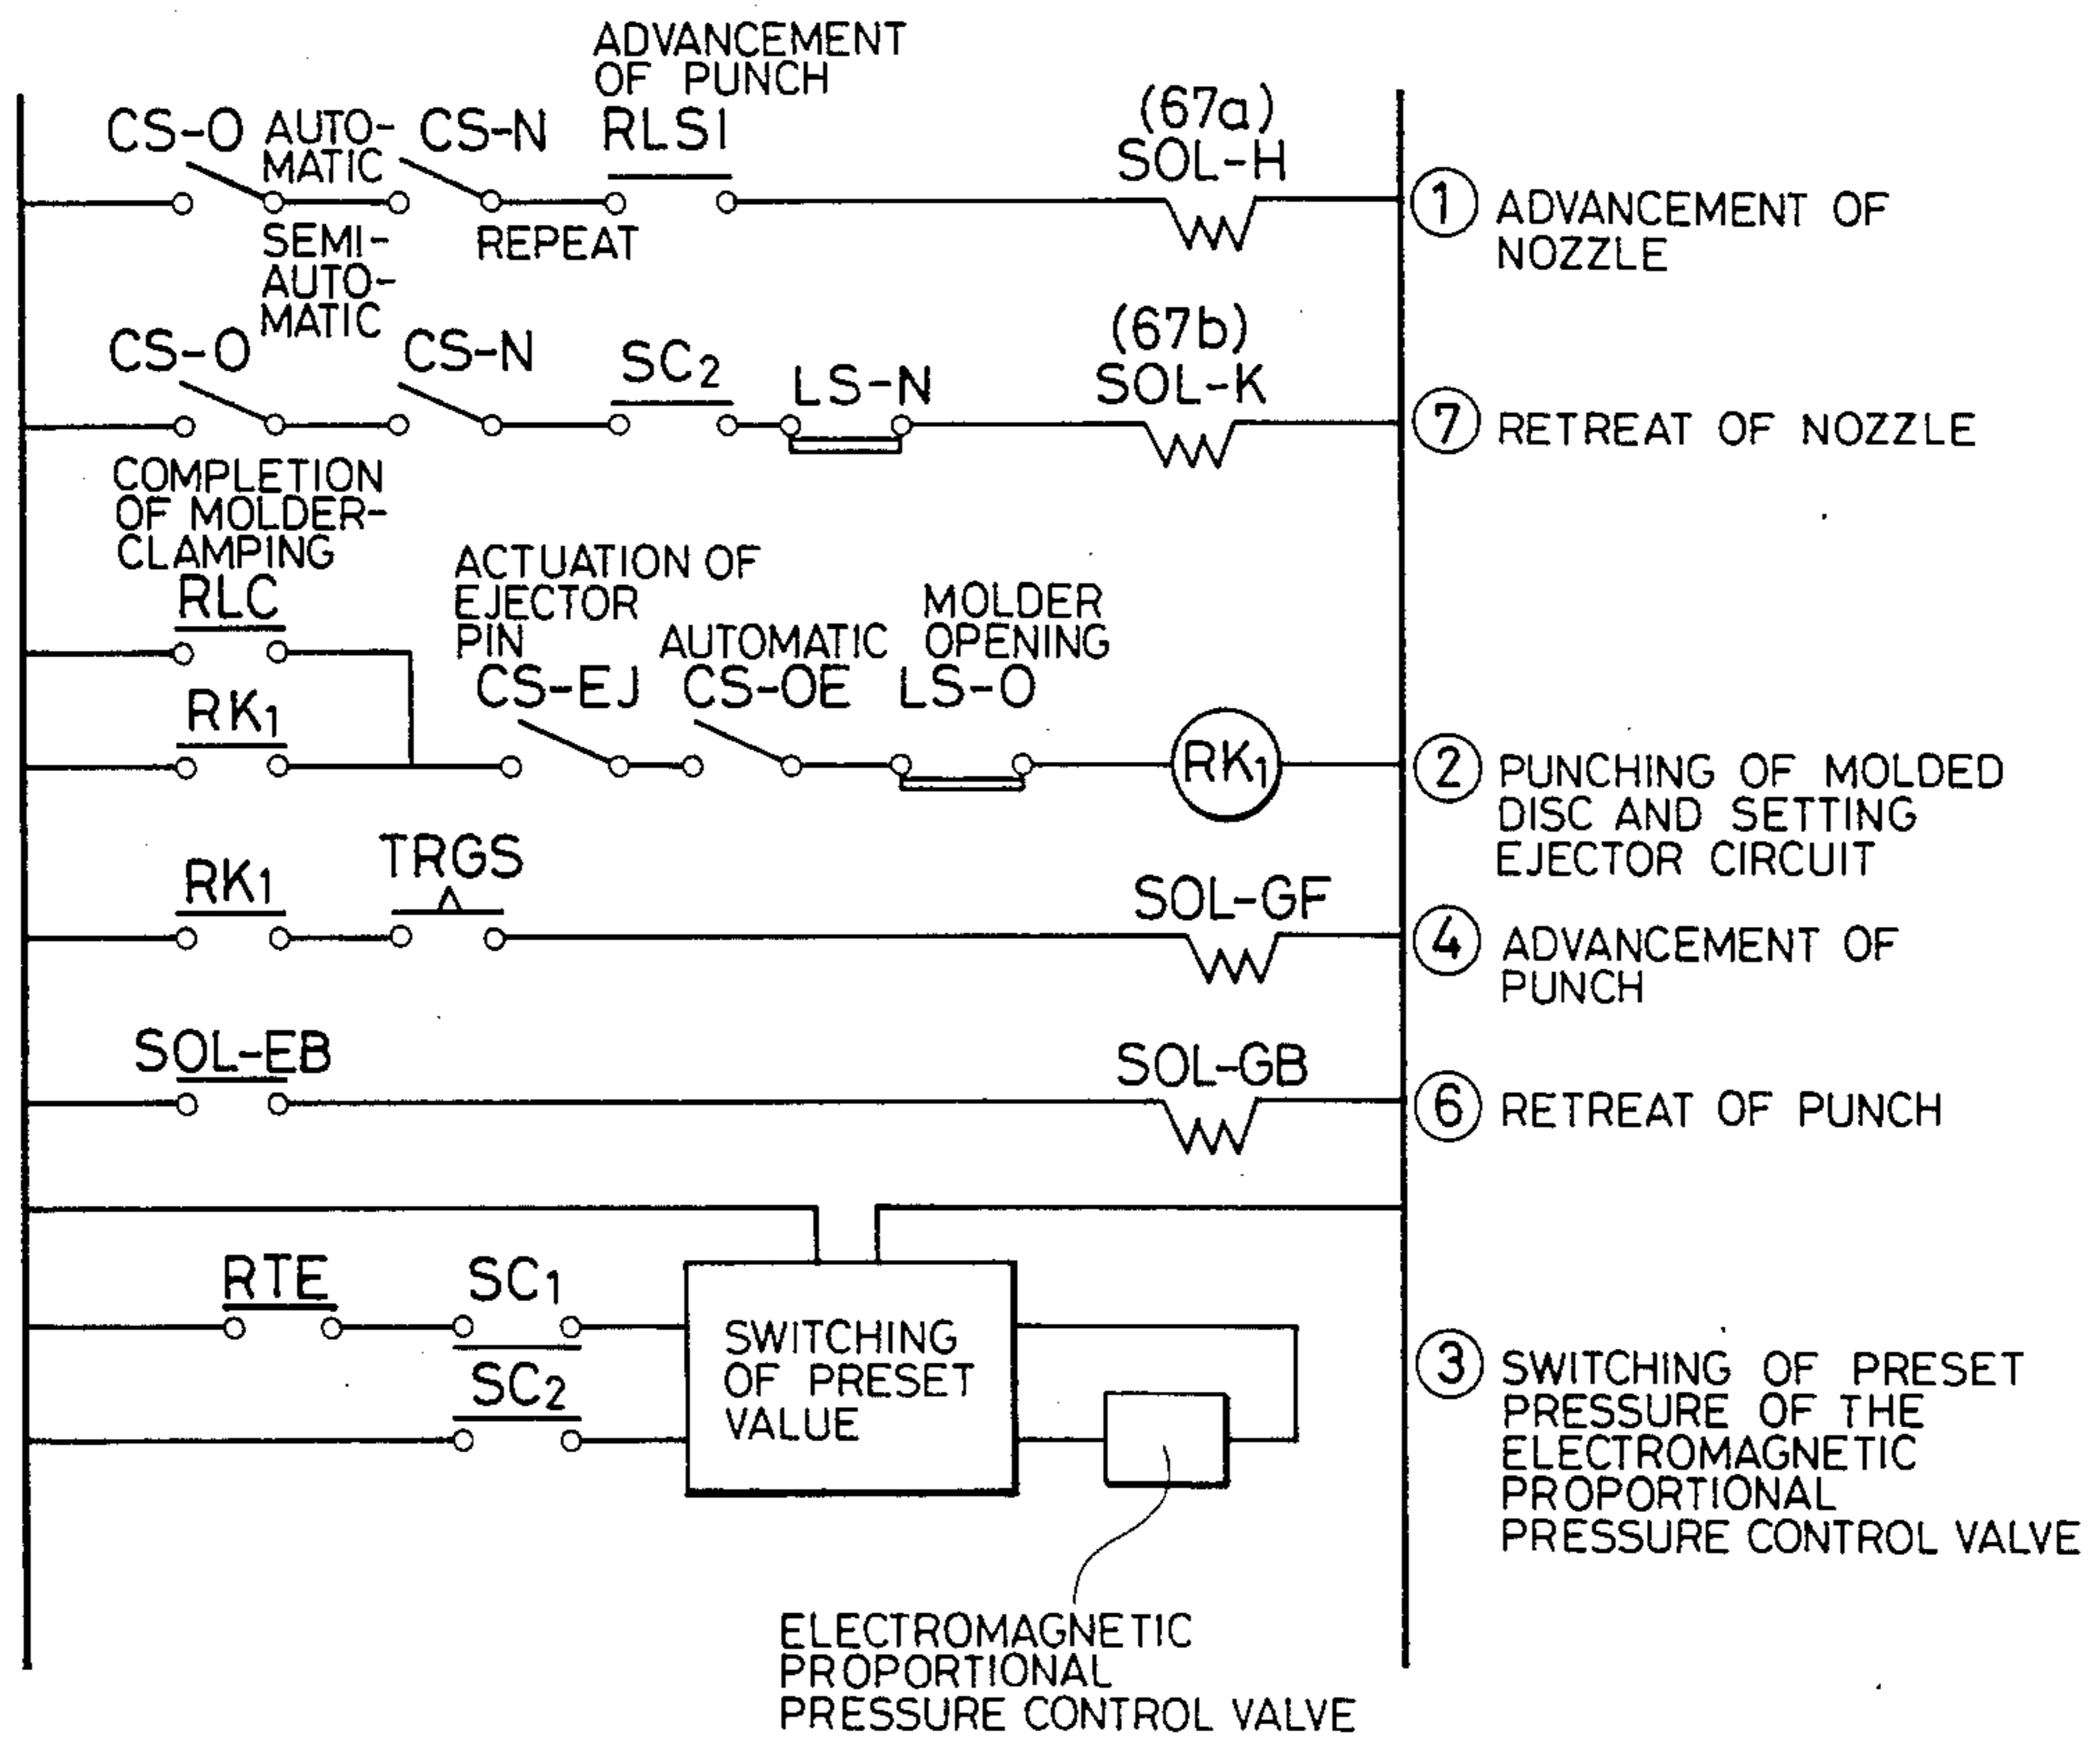 ADVANCEMENT
OF PUNCH
CS-O AUTO-
MATIC
CS-N RLS1
(67a)
SOL-H
SEMI-
AUTO-
MATIC
REPEAT
① ADVANCEMENT OF
NOZZLE
CS-O CS-N SC2 LS-N
(67b)
SOL-K
⑦ RETREAT OF NOZZLE
COMPLETION
OF MOLDER-
CLAMPING
RLC
RK1
ACTUATION OF
EJECTOR
PIN
CS-EJ
AUTOMATIC
CS-OE
MOLDER
OPENING
LS-O
RK1
② PUNCHING OF MOLDED
DISC AND SETTING
EJECTOR CIRCUIT
RK1 TRGS SOL-GF
④ ADVANCEMENT OF
PUNCH
SOL-EB SOL-GB
⑥ RETREAT OF PUNCH
RTE SC1
SC2
SWITCHING
OF PRESET
VALUE
③ SWITCHING OF PRESET
PRESSURE OF THE
ELECTROMAGNETIC
PROPORTIONAL
PRESSURE CONTROL VALVE
ELECTROMAGNETIC
PROPORTIONAL
PRESSURE CONTROL VALVE